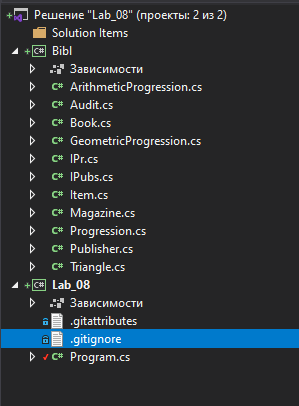 Решение "Lab_08" (проекты: 2 из 2)
Solution Items
C# Bibl
Зависимости
C# ArithmeticProgression.cs
C# Audit.cs
C# Book.cs
C# GeometricProgression.cs
C# IPr.cs
C# IPubs.cs
C# Item.cs
C# Magazine.cs
C# Progression.cs
C# Publisher.cs
C# Triangle.cs
C# Lab_08
Зависимости
.gitattributes
.gitignore
C# Program.cs